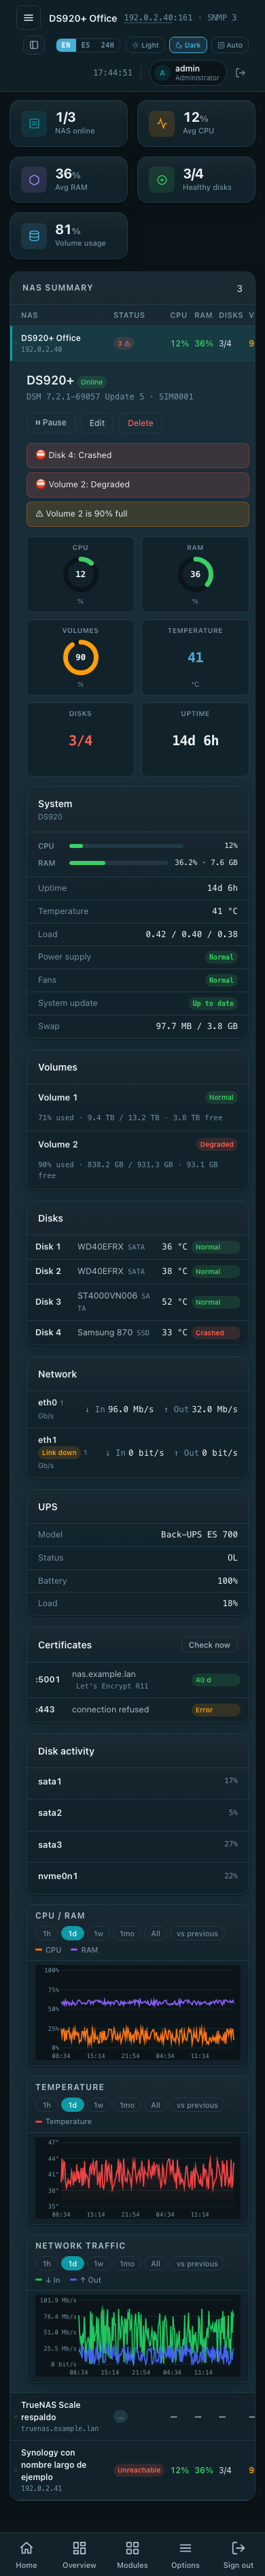 DS920+ Office 192.0.2.40:161 · SNMP 3
EN ES 24H Light Dark Auto
17:44:51 A admin
Administrator
1/3
NAS online
12%
Avg CPU
36%
Avg RAM
3/4
Healthy disks
81%
Volume usage
NAS SUMMARY 3
NAS STATUS CPU RAM DISKS V
DS920+ Office
192.0.2.40
3 ⚠ 12% 36% 3/4 9
DS920+ Online
DSM 7.2.1-69057 Update 5 · SIM0001
Pause Edit Delete
⛔ Disk 4: Crashed
⛔ Volume 2: Degraded
⚠ Volume 2 is 90% full
CPU RAM
12 36
% %
VOLUMES TEMPERATURE
90 41
% °C
DISKS UPTIME
3/4 14d 6h
System
DS920
CPU 12%
RAM 36.2% · 7.6 GB
Uptime 14d 6h
Temperature 41 °C
Load 0.42 / 0.40 / 0.38
Power supply Normal
Fans Normal
System update Up to date
Swap 97.7 MB / 3.8 GB
Volumes
Volume 1 Normal
71% used · 9.4 TB / 13.2 TB · 3.8 TB free
Volume 2 Degraded
90% used · 838.2 GB / 931.3 GB · 93.1 GB
free
Disks
Disk 1 WD40EFRX SATA 36 °C Normal
Disk 2 WD40EFRX SATA 38 °C Normal
Disk 3 ST4000VN006 SA
TA 52 °C Normal
Disk 4 Samsung 870 SSD 33 °C Crashed
Network
eth0 1
Gb/s ↓ In 96.0 Mb/s ↑ Out 32.0 Mb/s
eth1
Link down 1 ↓ In 0 bit/s ↑ Out 0 bit/s
Gb/s
UPS
Model Back-UPS ES 700
Status OL
Battery 100%
Load 18%
Certificates Check now
:5001 nas.example.lan
Let's Encrypt R11 40 d
:443 connection refused Error
Disk activity
sata1 17%
sata2 5%
sata3 27%
nvme0n1 22%
CPU / RAM
1h 1d 1w 1mo All vs previous
CPU RAM
100%
75%
50%
25%
0%
08:34 15:14 21:54 04:34 11:14
TEMPERATURE
1h 1d 1w 1mo All vs previous
Temperature
47°
44°
41°
38°
35°
08:34 15:14 21:54 04:34 11:14
NETWORK TRAFFIC
1h 1d 1w 1mo All vs previous
↓ In ↑ Out
101.9 Mb/s
76.4 Mb/s
51.0 Mb/s
25.5 Mb/s
0 bit/s
08:34 15:14 21:54 04:34 11:14
TrueNAS Scale
respaldo
truenas.example.lan
… — — — —
Synology con
nombre largo de
ejemplo
192.0.2.41
Unreachable 12% 36% 3/4 90
Home Overview Modules Options Sign out